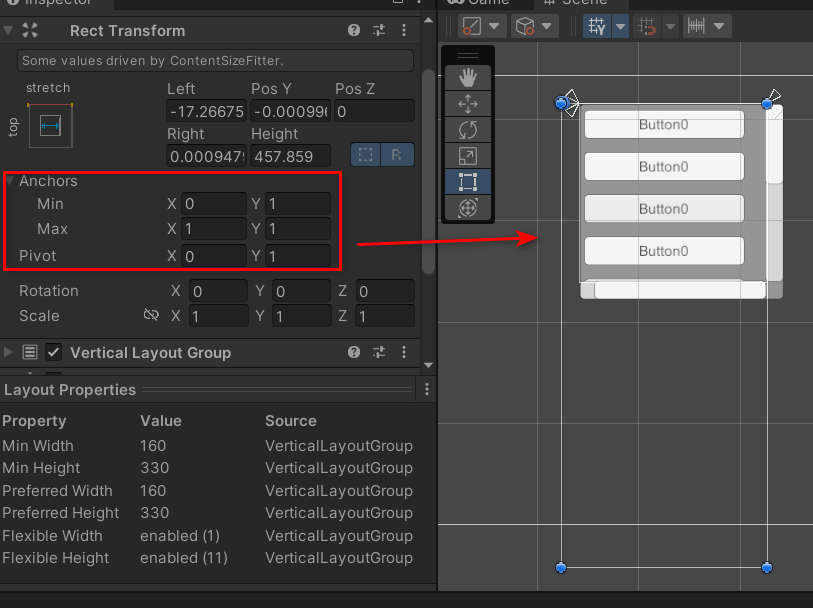 Inspector
Game
Scene
Rect Transform
Some values driven by ContentSizeFitter.
stretch
top
Left Pos Y Pos Z
-17.26675 -0.000996 0
Right Height
0.000947 457.859 R
Anchors
Min X 0 Y 1
Max X 1 Y 1
Pivot X 0 Y 1
Rotation X 0 Y 0 Z 0
Scale X 1 Y 1 Z 1
Vertical Layout Group
Layout Properties
Property Value Source
Min Width 160 VerticalLayoutGroup
Min Height 330 VerticalLayoutGroup
Preferred Width 160 VerticalLayoutGroup
Preferred Height 330 VerticalLayoutGroup
Flexible Width enabled (1) VerticalLayoutGroup
Flexible Height enabled (11) VerticalLayoutGroup
Y
Button0
Button0
Button0
Button0